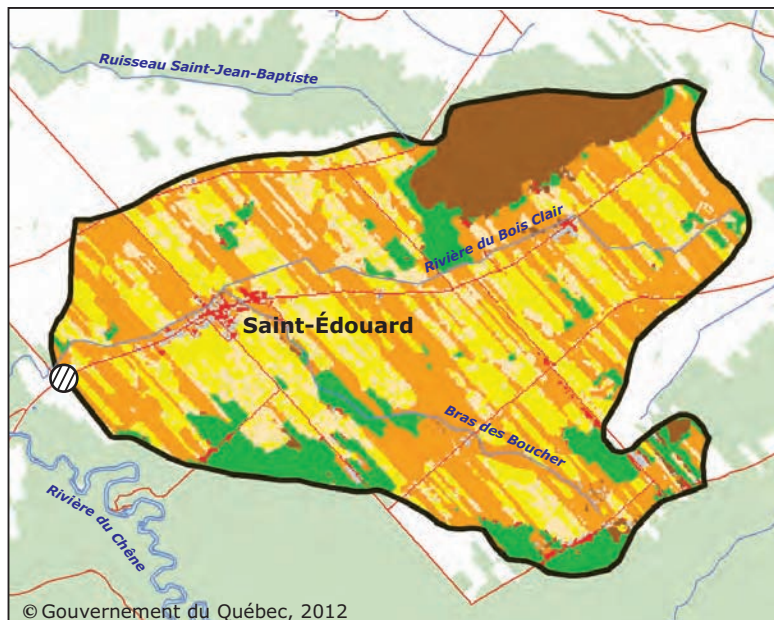 Ruisseau Saint-Jean-Baptiste
Rivière du Bois Clair
Saint-Édouard
Bras des Boucher
Rivière du Chêne
© Gouvernement du Québec, 2012